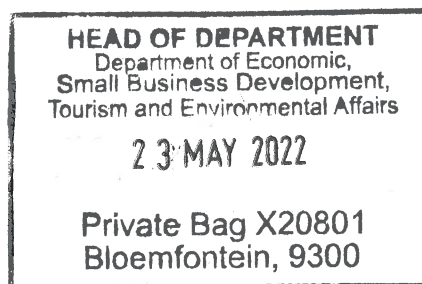 HEAD OF DEPARTMENT
Department of Economic,
Small Business Development,
Tourism and Environmental Affairs
23 MAY 2022
Private Bag X20801
Bloemfontein, 9300